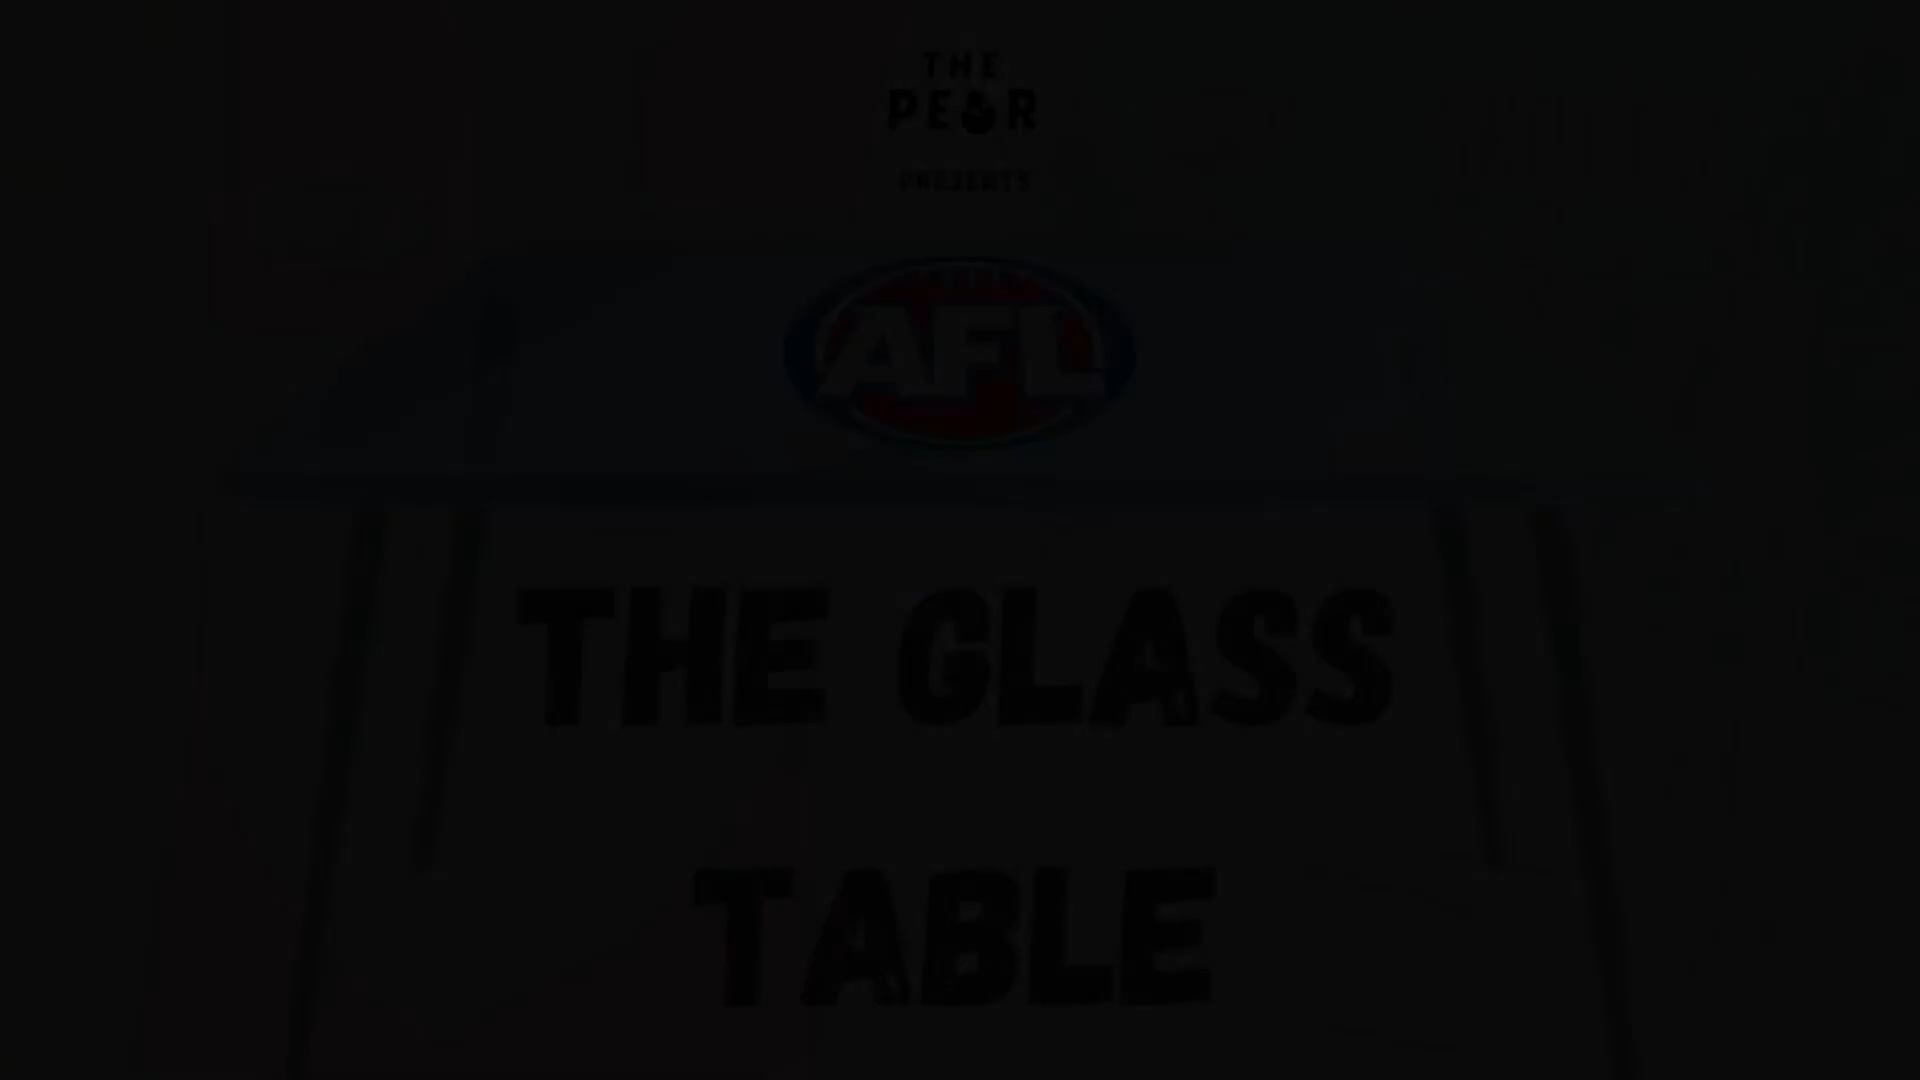 THE
PEAR
PRESENTS
AFL
THE GLASS
TABLE